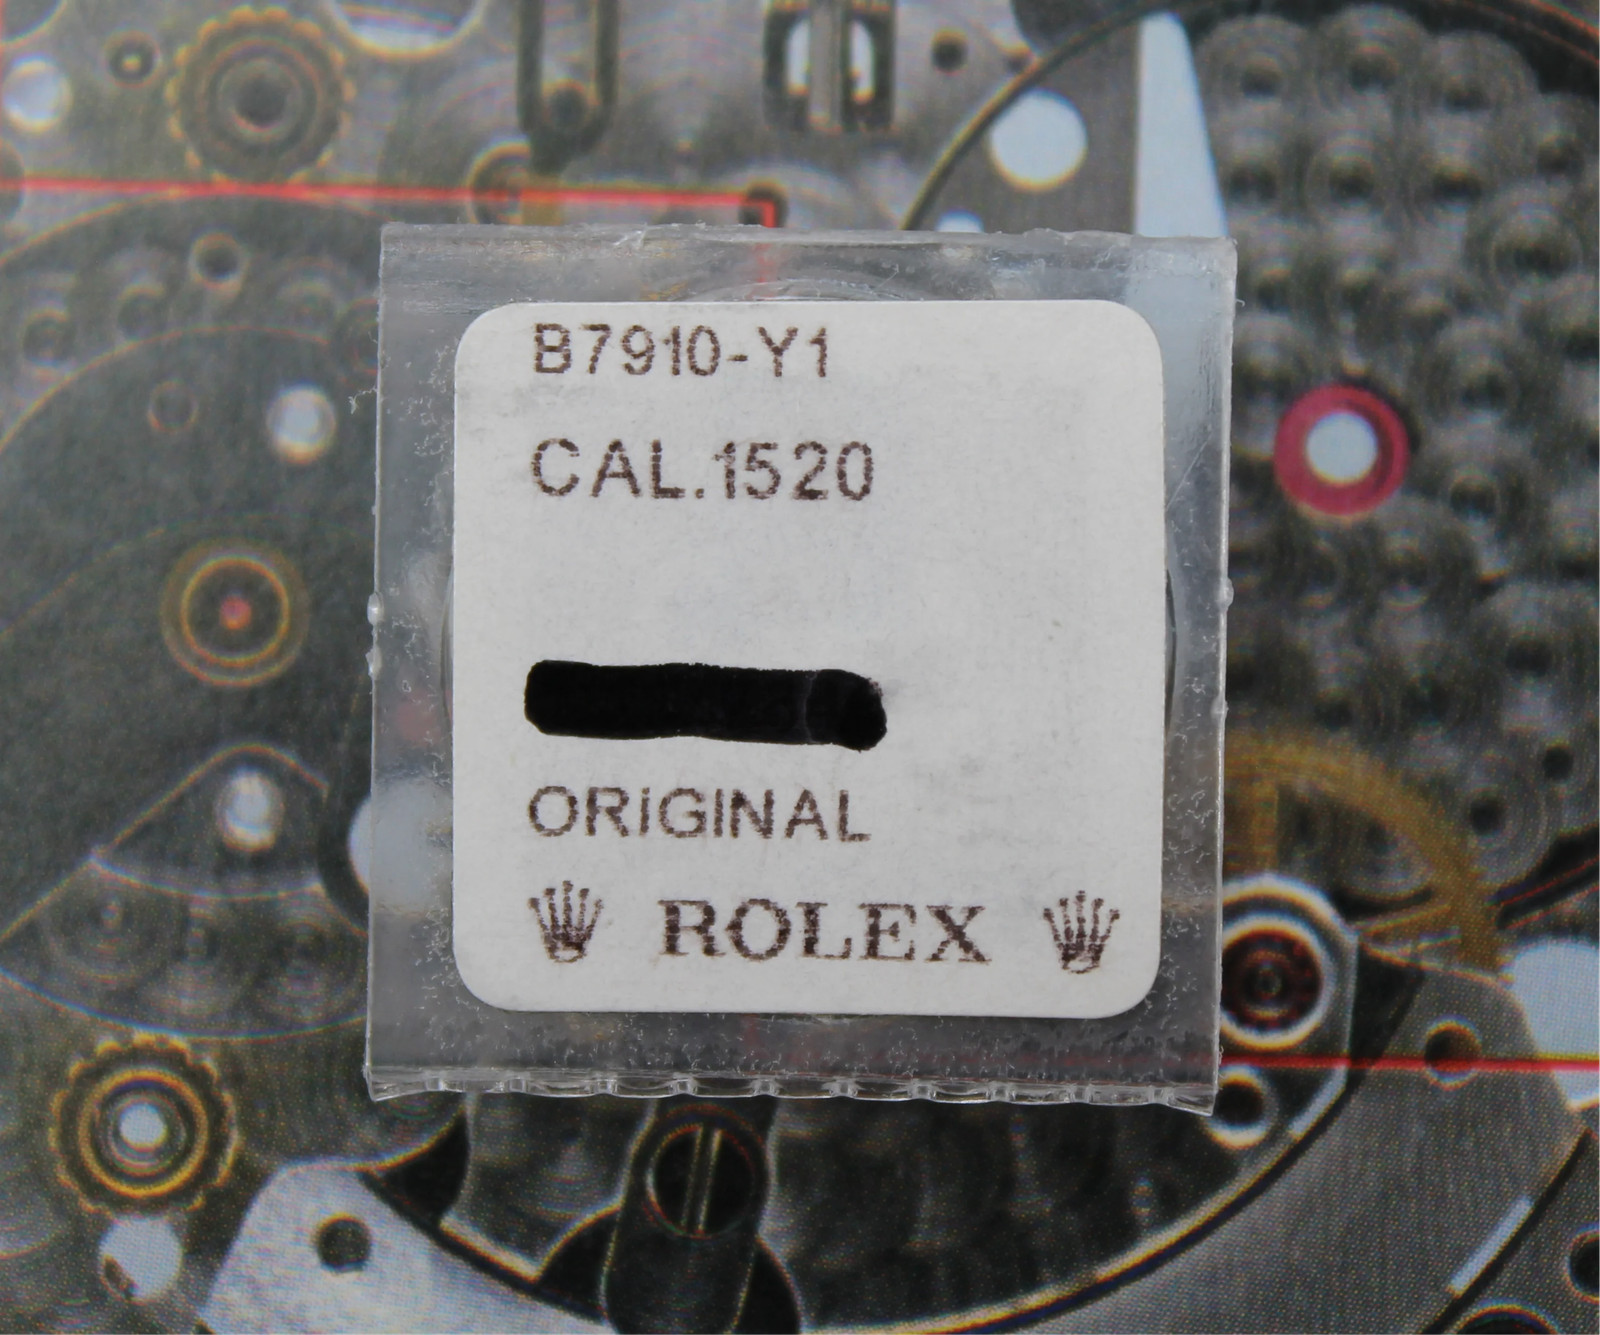 B7910-Y1
CAL.1520
ORIGINAL
ROLEX